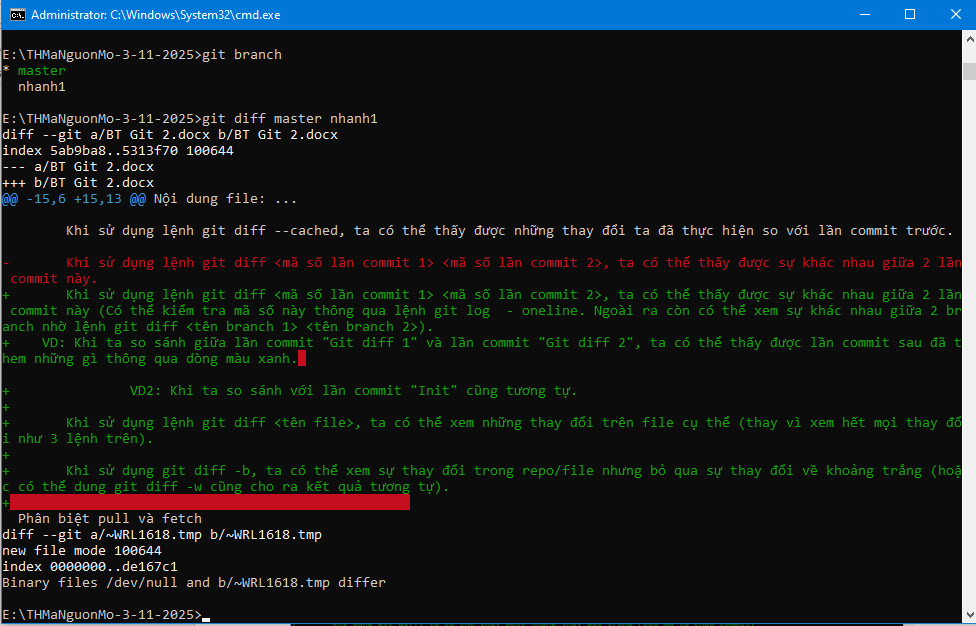 Administrator: C:\Windows\System32\cmd.exe
E:\THMaNguonMo-3-11-2025>git branch
* master
  nhanh1
E:\THMaNguonMo-3-11-2025>git diff master nhanh1
diff --git a/BT Git 2.docx b/BT Git 2.docx
index 5ab9ba8..5313f70 100644
--- a/BT Git 2.docx
+++ b/BT Git 2.docx
@@ -15,6 +15,13 @@ Nội dung file: ...
        Khi sử dụng lệnh git diff --cached, ta có thể thấy được những thay đổi ta đã thực hiện so với lần commit trước.
-       Khi sử dụng lệnh git diff <mã số lần commit 1> <mã số lần commit 2>, ta có thể thấy được sự khác nhau giữa 2 lần
 commit này.
+       Khi sử dụng lệnh git diff <mã số lần commit 1> <mã số lần commit 2>, ta có thể thấy được sự khác nhau giữa 2 lần
 commit này (Có thể kiểm tra mã số này thông qua lệnh git log  - oneline. Ngoài ra còn có thể xem sự khác nhau giữa 2 br
anch nhờ lệnh git diff <tên branch 1> <tên branch 2>).
+    VD: Khi ta so sánh giữa lần commit "Git diff 1" và lần commit "Git diff 2", ta có thể thấy được lần commit sau đã t
hem những gì thông qua dòng màu xanh.
+               VD2: Khi ta so sánh với lần commit "Init" cũng tương tự.
+
+       Khi sử dụng lệnh git diff <tên file>, ta có thể xem những thay đổi trên file cụ thể (thay vì xem hết mọi thay đổ
i như 3 lệnh trên).
+
+       Khi sử dụng git diff -b, ta có thể xem sự thay đổi trong repo/file nhưng bỏ qua sự thay đổi về khoảng trắng (hoặ
c có thể dung git diff -w cũng cho ra kết quả tương tự).
+
  Phân biệt pull và fetch
diff --git a/~WRL1618.tmp b/~WRL1618.tmp
new file mode 100644
index 0000000..de167c1
Binary files /dev/null and b/~WRL1618.tmp differ
E:\THMaNguonMo-3-11-2025>